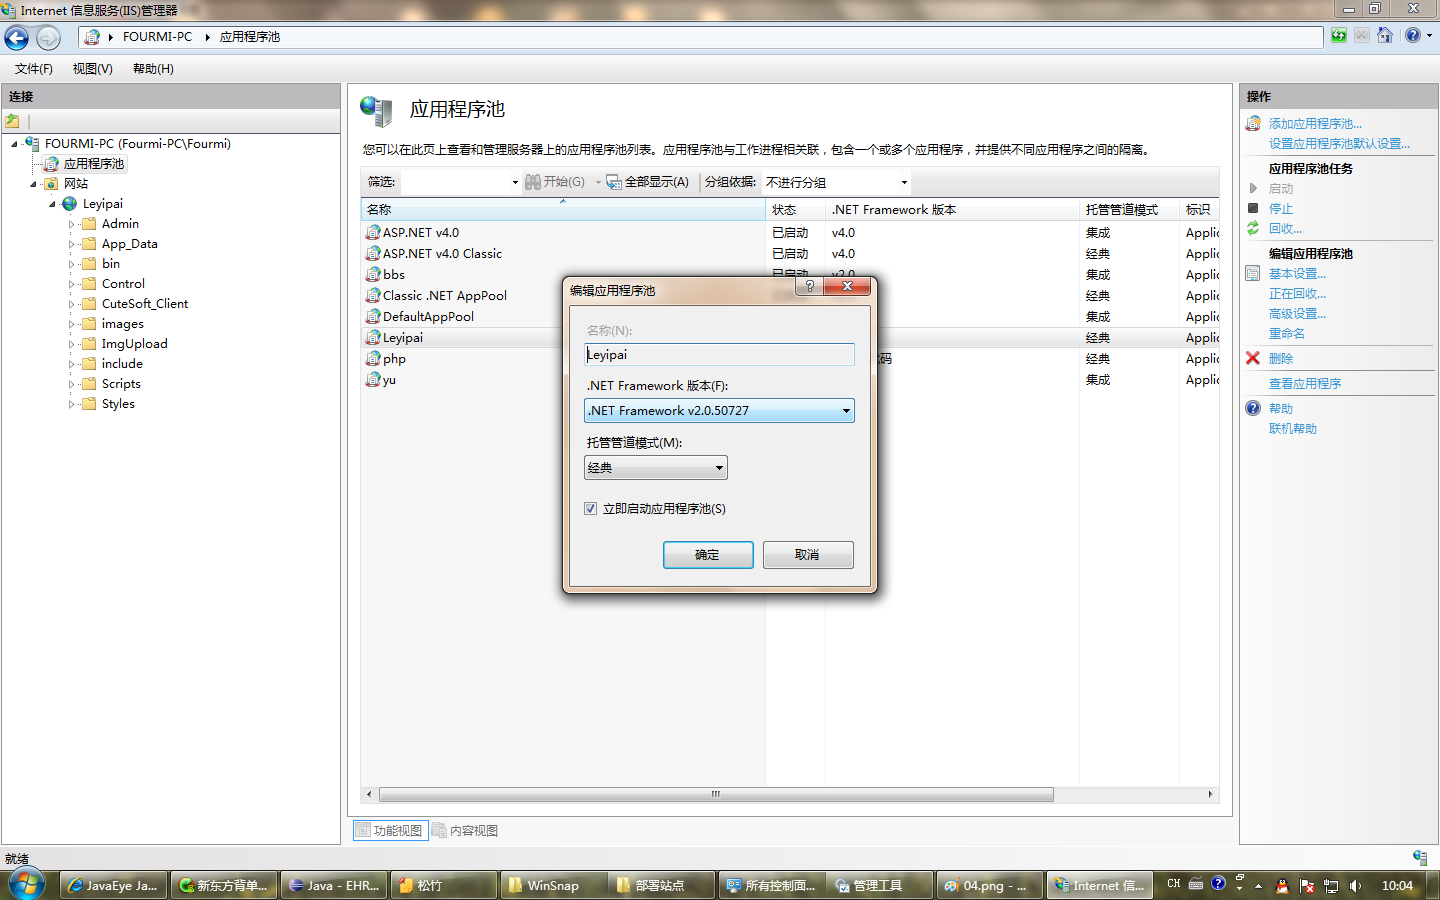 Internet 信息服务(IIS)管理器
FOURMI-PC 应用程序池
文件(F) 视图(V) 帮助(H)
连接
FOURMI-PC (Fourmi-PC\Fourmi)
应用程序池
网站
Leyipai
Admin
App_Data
bin
Control
CuteSoft_Client
images
ImgUpload
include
Scripts
Styles
应用程序池
您可以在此页上查看和管理服务器上的应用程序池列表。应用程序池与工作进程相关联，包含一个或多个应用程序，并提供不同应用程序之间的隔离。
筛选: 开始(G) 全部显示(A) 分组依据: 不进行分组
名称 状态 .NET Framework 版本 托管管道模式 标识
ASP.NET v4.0 已启动 v4.0 集成 Applic
ASP.NET v4.0 Classic 已启动 v4.0 经典 Applic
bbs 已启动 v2.0 集成 Applic
Classic .NET AppPool 经典 Applic
DefaultAppPool 集成 Applic
Leyipai 经典 Applic
php 码 经典 Applic
yu 集成 Applic
编辑应用程序池
名称(N):
Leyipai
.NET Framework 版本(F):
.NET Framework v2.0.50727
托管管道模式(M):
经典
立即启动应用程序池(S)
确定 取消
功能视图 内容视图
操作
添加应用程序池...
设置应用程序池默认设置...
应用程序池任务
启动
停止
回收...
编辑应用程序池
基本设置...
正在回收...
高级设置...
重命名
删除
查看应用程序
帮助
联机帮助
就绪
JavaEye Ja... 新东方背单... Java - EHR... 松竹 WinSnap 部署站点 所有控制面... 管理工具 04.png - ... Internet 信... CH 10:04